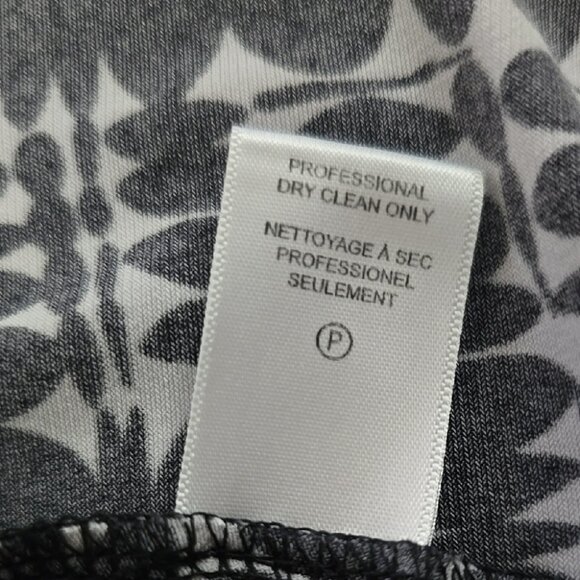 PROFESSIONAL
DRY CLEAN ONLY
NETTOYAGE À SEC
PROFESSIONEL
SEULEMENT
P